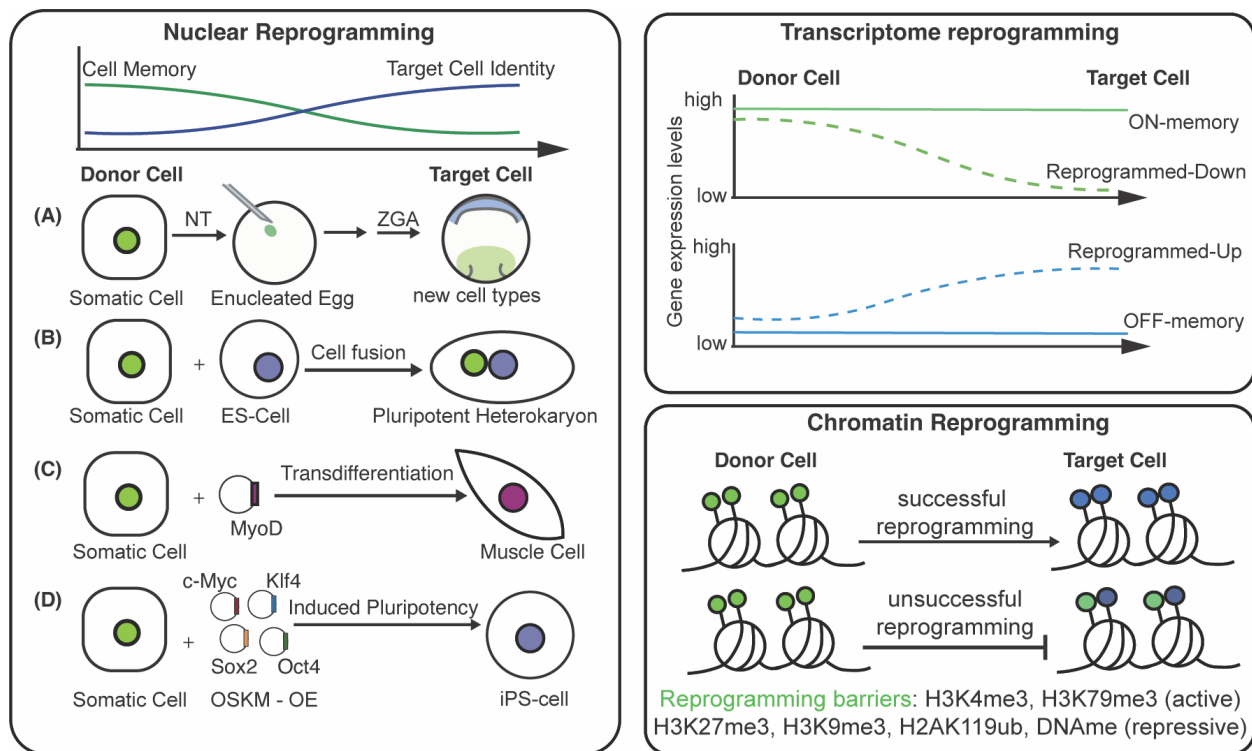 Nuclear Reprogramming
Cell Memory
Target Cell Identity
Donor Cell
Target Cell
(A)
NT
ZGA
Somatic Cell
Enucleated Egg
new cell types
(B)
+
Cell fusion
Somatic Cell
ES-Cell
Pluripotent Heterokaryon
(C)
+
Transdifferentiation
MyoD
Somatic Cell
Muscle Cell
(D)
c-Myc
Klf4
Induced Pluripotency
+
Sox2
Oct4
Somatic Cell
OSKM - OE
iPS-cell
Transcriptome reprogramming
Donor Cell
Target Cell
Gene expression levels
high
ON-memory
Reprogrammed-Down
low
high
Reprogrammed-Up
OFF-memory
low
Chromatin Reprogramming
Donor Cell
Target Cell
successful
reprogramming
unsuccessful
reprogramming
Reprogramming barriers: H3K4me3, H3K79me3 (active)
H3K27me3, H3K9me3, H2AK119ub, DNAme (repressive)